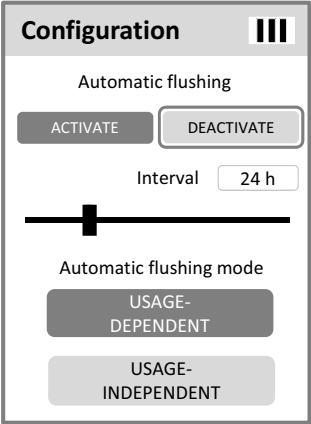 Configuration
Automatic flushing
ACTIVATE DEACTIVATE
Interval 24 h
Automatic flushing mode
USAGE-
DEPENDENT
USAGE-
INDEPENDENT